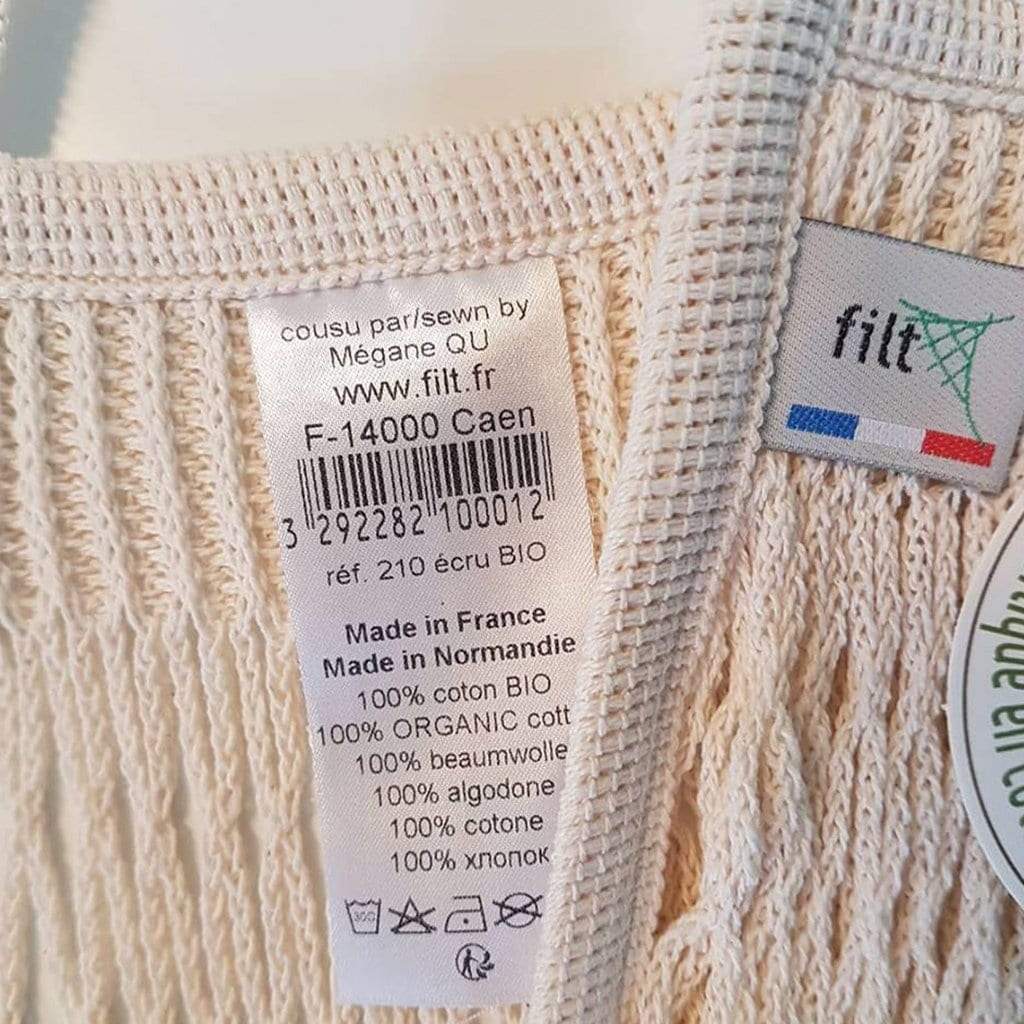 cousu par/sewn by
Mégane QU
www.filt.fr
F-14000 Caen
3 292282 100012
réf. 210 écru BIO
Made in France
Made in Normandie
100% coton BIO
100% ORGANIC cott
100% beaumwolle
100% algodone
100% cotone
100% хлопок
30C
filt